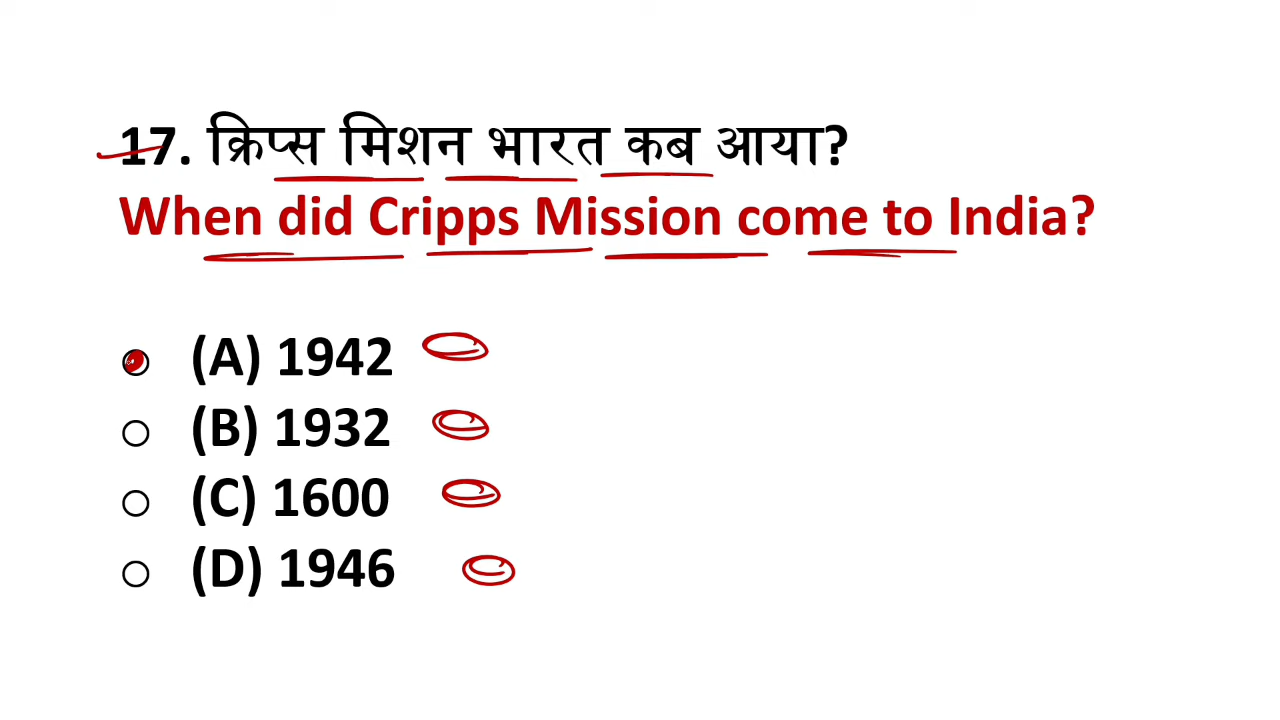 17. क्रिप्स मिशन भारत कब आया?
When did Cripps Mission come to India?
(A) 1942
(B) 1932
(C) 1600
(D) 1946